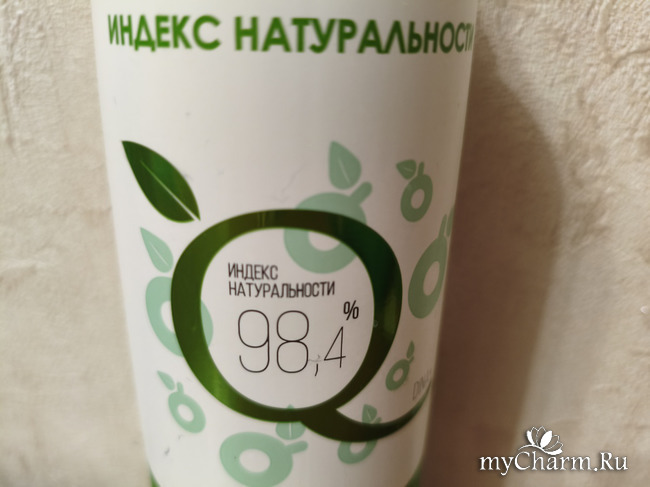 ИНДЕКС НАТУРАЛЬНОСТИ
ИНДЕКС
НАТУРАЛЬНОСТИ
98,4%
myCharm.Ru